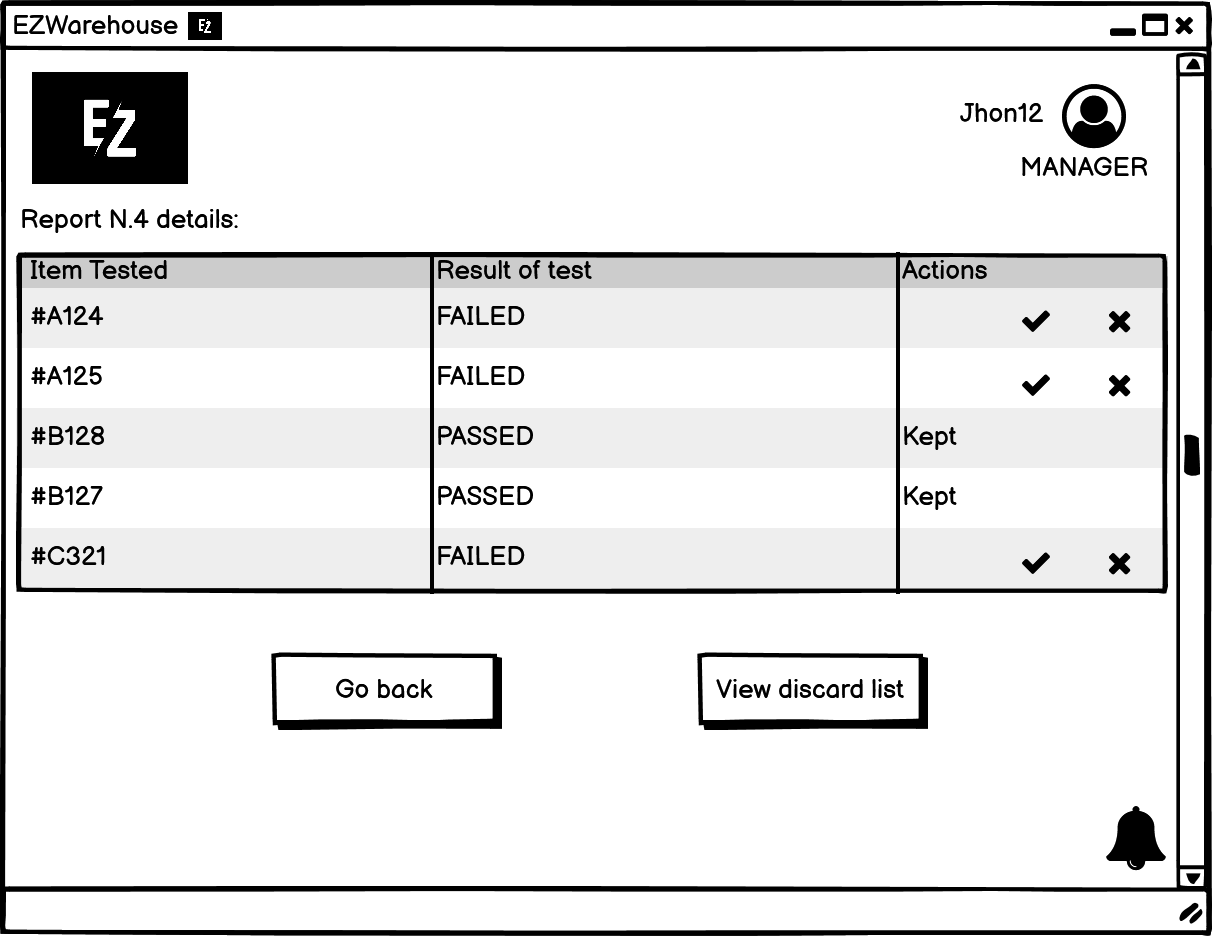 EZWarehouse EZ
EZ
Jhon12
MANAGER
Report N.4 details:
Item Tested Result of test Actions
#A124 FAILED
#A125 FAILED
#B128 PASSED Kept
#B127 PASSED Kept
#C321 FAILED
Go back View discard list